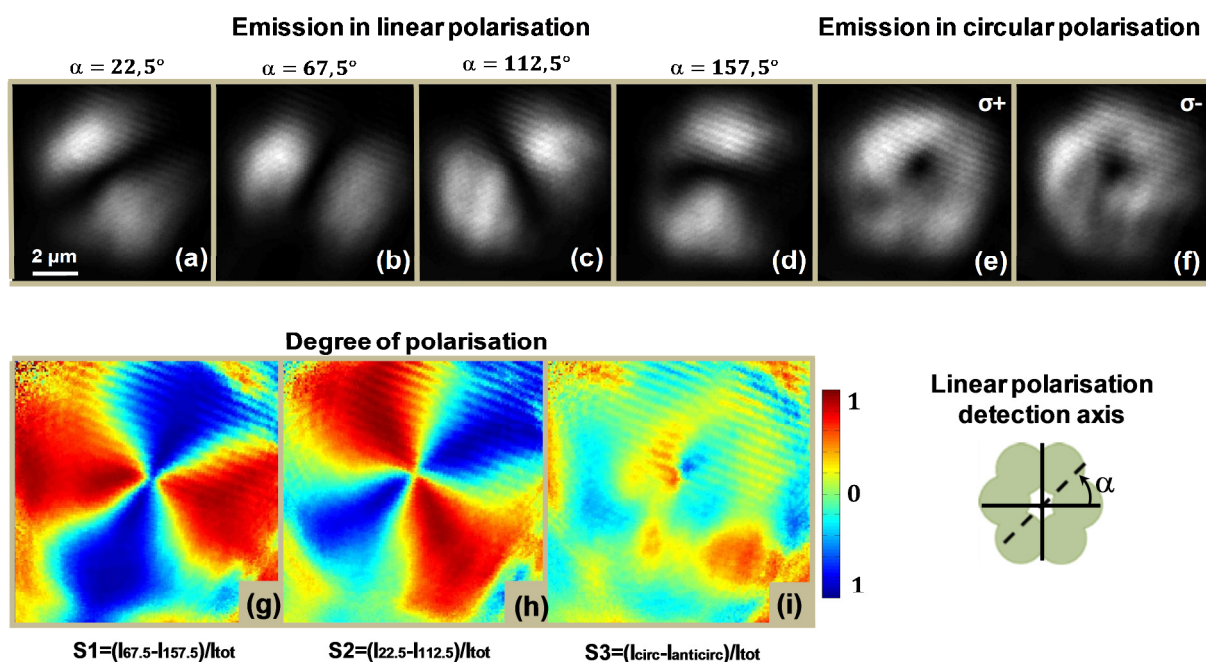 Emission in linear polarisation
Emission in circular polarisation
α = 22,5°
α = 67,5°
α = 112,5°
α = 157,5°
σ+
σ-
2 μm
(a)
(b)
(c)
(d)
(e)
(f)
Degree of polarisation
1
0
1
(g)
(h)
(i)
S1=(I67.5-I157.5)/Itot
S2=(I22.5-I112.5)/Itot
S3=(Icirc-Ianticirc)/Itot
Linear polarisation
detection axis
α